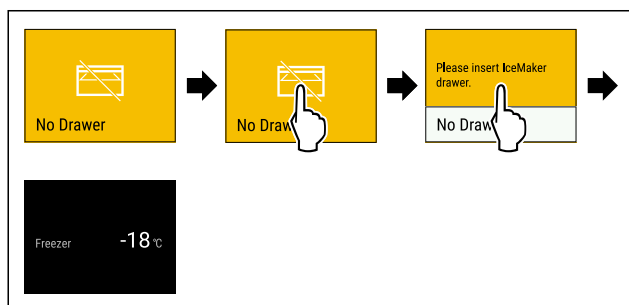 No Drawer
No Draw
Please insert IceMaker
drawer.
No Draw
Freezer -18 °C